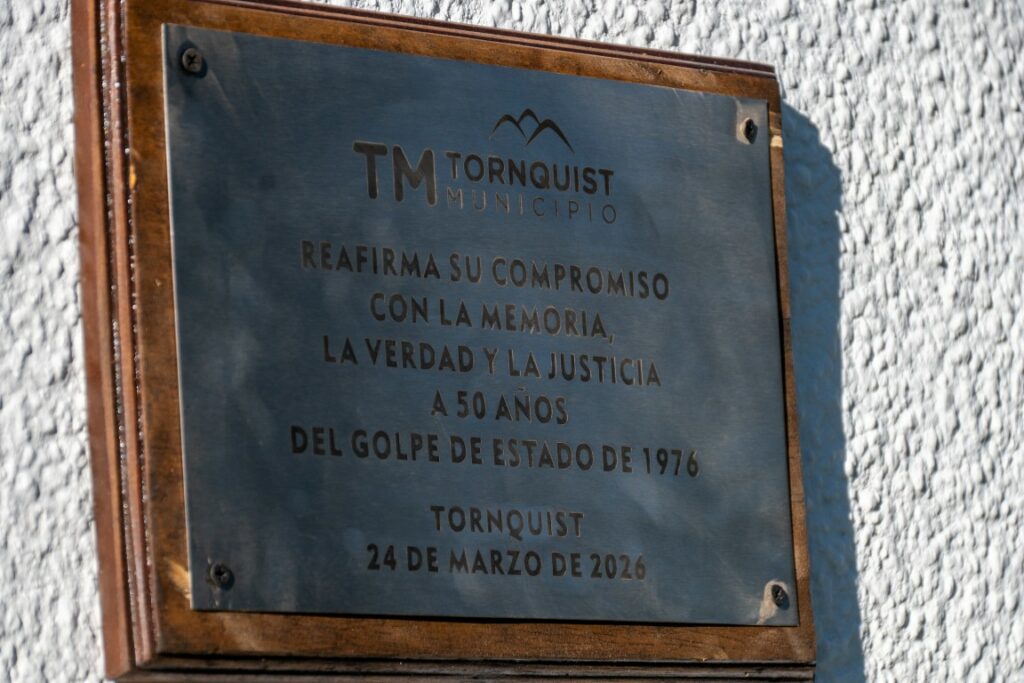 TM TORNQUIST
MUNICIPIO
REAFIRMA SU COMPROMISO
CON LA MEMORIA,
LA VERDAD Y LA JUSTICIA
A 50 AÑOS
DEL GOLPE DE ESTADO DE 1976
TORNQUIST
24 DE MARZO DE 2026